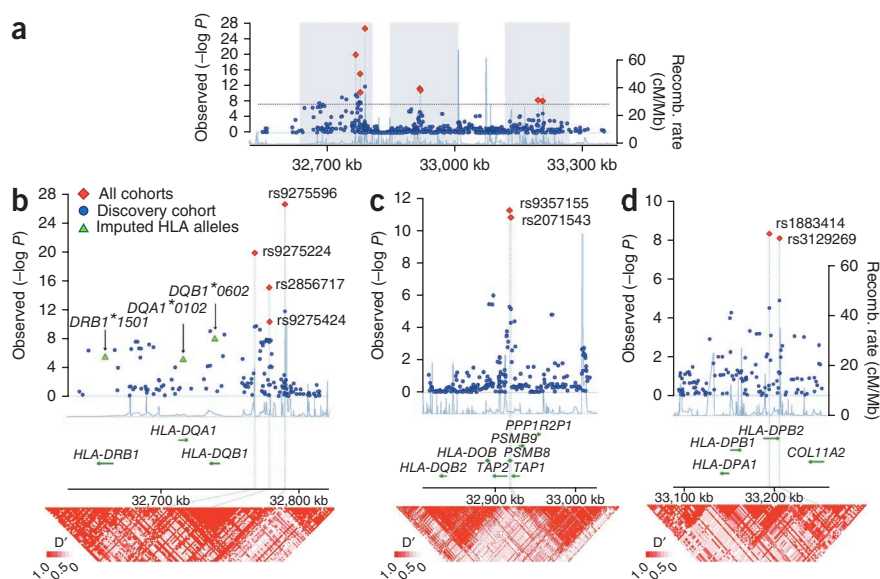 a
Observed (–log P)
28
24
20
16
12
8
4
0
60
40
20
0
Recomb. rate
(cM/Mb)
32,700 kb
33,000 kb
33,300 kb
b
All cohorts
Discovery cohort
Imputed HLA alleles
Observed (–log P)
28
24
20
16
12
8
4
0
rs9275596
rs9275224
rs2856717
rs9275424
DQB1*0602
DQA1*0102
DRB1*1501
HLA-DQA1
HLA-DRB1
HLA-DQB1
32,700 kb
32,800 kb
D′
1.0
0.5
0
c
Observed (–log P)
12
10
8
6
4
2
0
rs9357155
rs2071543
PPP1R2P1
PSMB9
HLA-DOB
PSMB8
HLA-DQB2
TAP2
TAP1
32,900 kb
33,000 kb
D′
1.0
0.5
0
d
Observed (–log P)
10
8
6
4
2
0
rs1883414
rs3129269
60
40
20
0
Recomb. rate (cM/Mb)
HLA-DPB2
HLA-DPB1
COL11A2
HLA-DPA1
33,100 kb
33,200 kb
D′
1.0
0.5
0